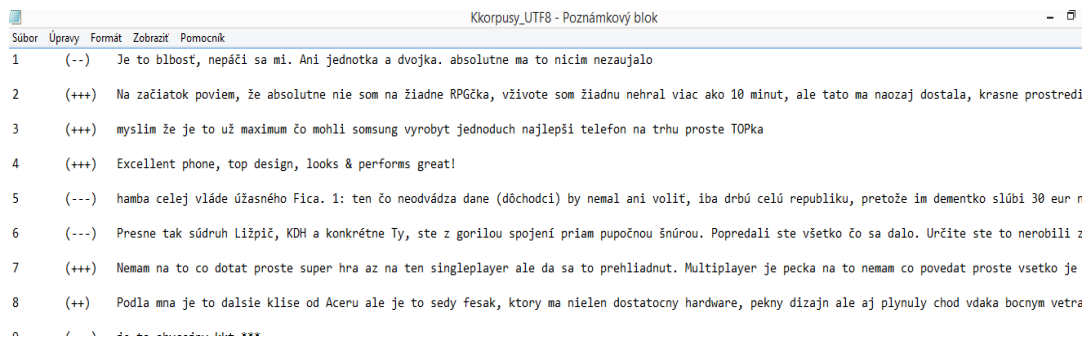 Kkorpusy_UTF8 - Poznámkový blok
Súbor Úpravy Formát Zobraziť Pomocník
1 (--) Je to blbosť, nepáči sa mi. Ani jednotka a dvojka. absolutne ma to nicim nezaujalo
2 (+++) Na začiatok poviem, že absolutne nie som na žiadne RPGčka, vživote som žiadnu nehral viac ako 10 minut, ale tato ma naozaj dostala, krasne prostredi
3 (+++) myslim že je to už maximum čo mohli somsung vyrobyt jednoduch najlepši telefon na trhu proste TOPka
4 (+++) Excellent phone, top design, looks & performs great!
5 (---) hamba celej vláde úžasného Fica. 1: ten čo neodvádza dane (dôchodci) by nemal ani voliť, iba drbú celú republiku, pretože im dementko slúbi 30 eur
6 (---) Presne tak súdruh Ližpič, KDH a konkrétne Ty, ste z gorilou spojení priam pupočnou šnúrou. Popredali ste všetko čo sa dalo. Určite ste to nerobili z
7 (+++) Nemam na to co dotat proste super hra az na ten singleplayer ale da sa to prehliadnut. Multiplayer je pecka na to nemam co povedat proste vsetko je
8 (++) Podla mna je to dalsie klise od Aceru ale je to sedy fesak, ktory ma nielen dostatocny hardware, pekny dizajn ale aj plynuly chod vdaka bocnym vetra